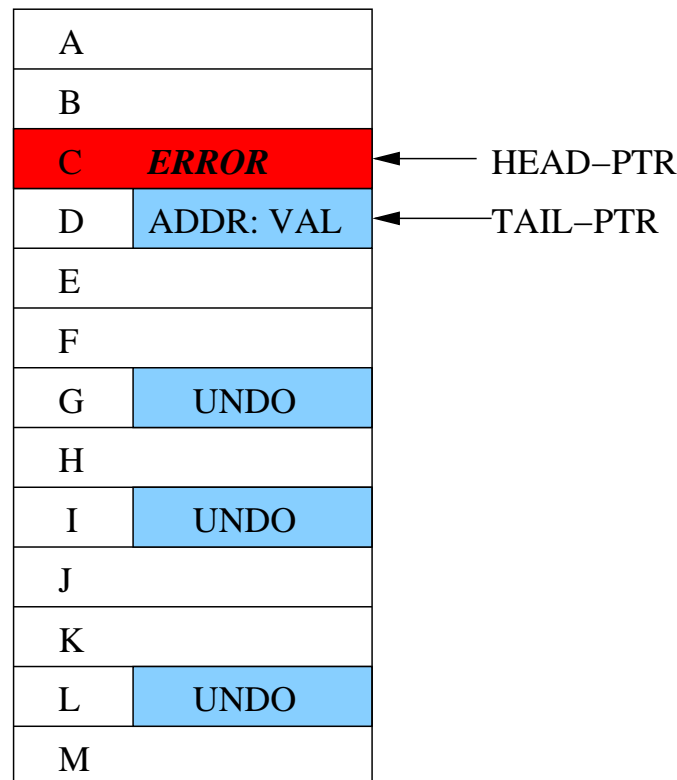 A
B
C ERROR HEAD–PTR
D ADDR: VAL TAIL–PTR
E
F
G UNDO
H
I UNDO
J
K
L UNDO
M